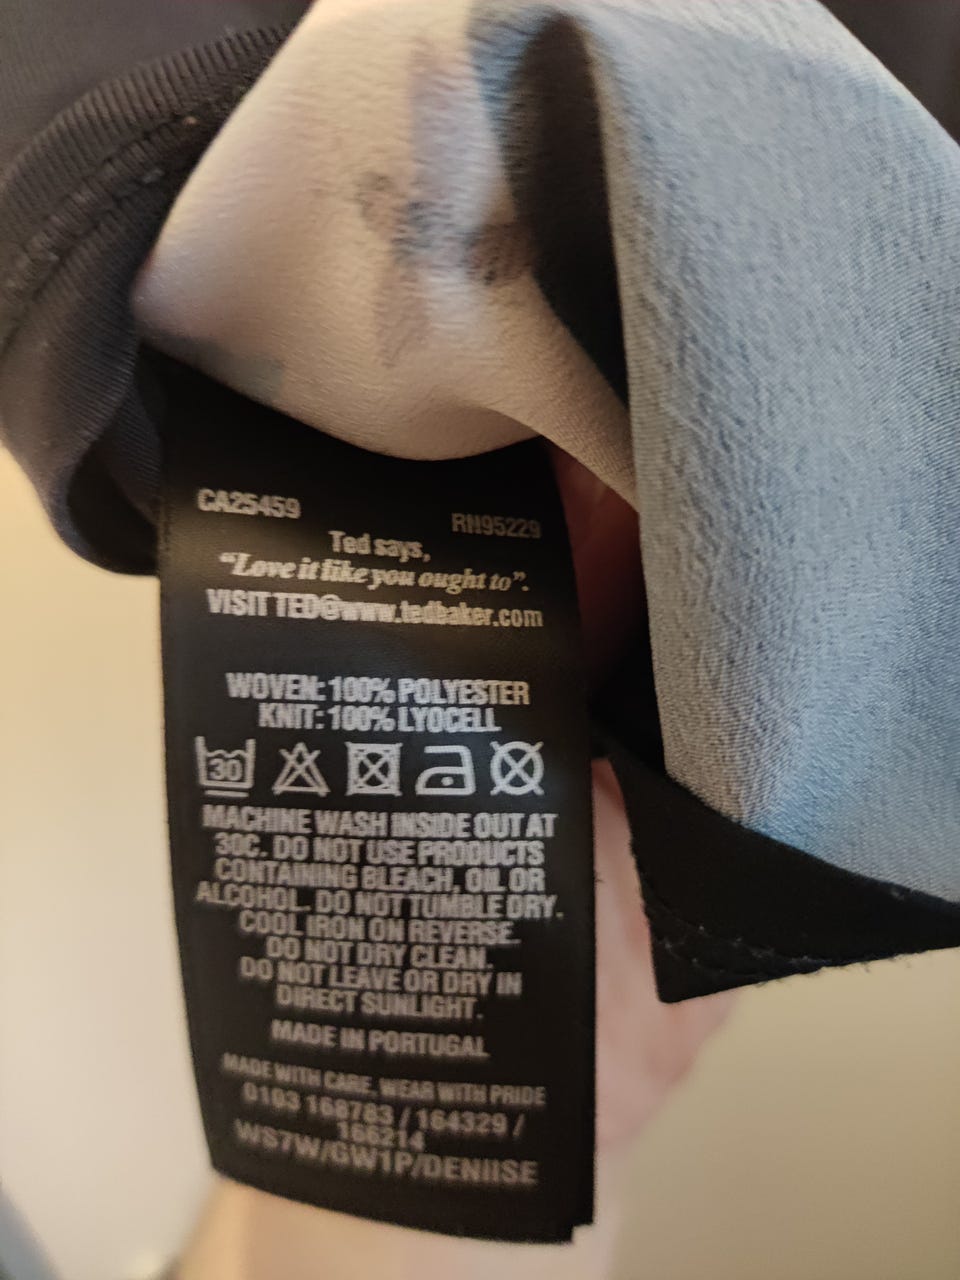 CA25459
RN95229
Ted says,
“Love it like you ought to”.
VISIT TED@www.tedbaker.com
WOVEN: 100% POLYESTER
KNIT: 100% LYOCELL
30
MACHINE WASH INSIDE OUT AT
30C. DO NOT USE PRODUCTS
CONTAINING BLEACH, OIL OR
ALCOHOL. DO NOT TUMBLE DRY.
COOL IRON ON REVERSE.
DO NOT DRY CLEAN.
DO NOT LEAVE OR DRY IN
DIRECT SUNLIGHT.
MADE IN PORTUGAL
MADE WITH CARE. WEAR WITH PRIDE
0103 168783 / 164329 /
166214
WS7W/GW1P/DENIISE